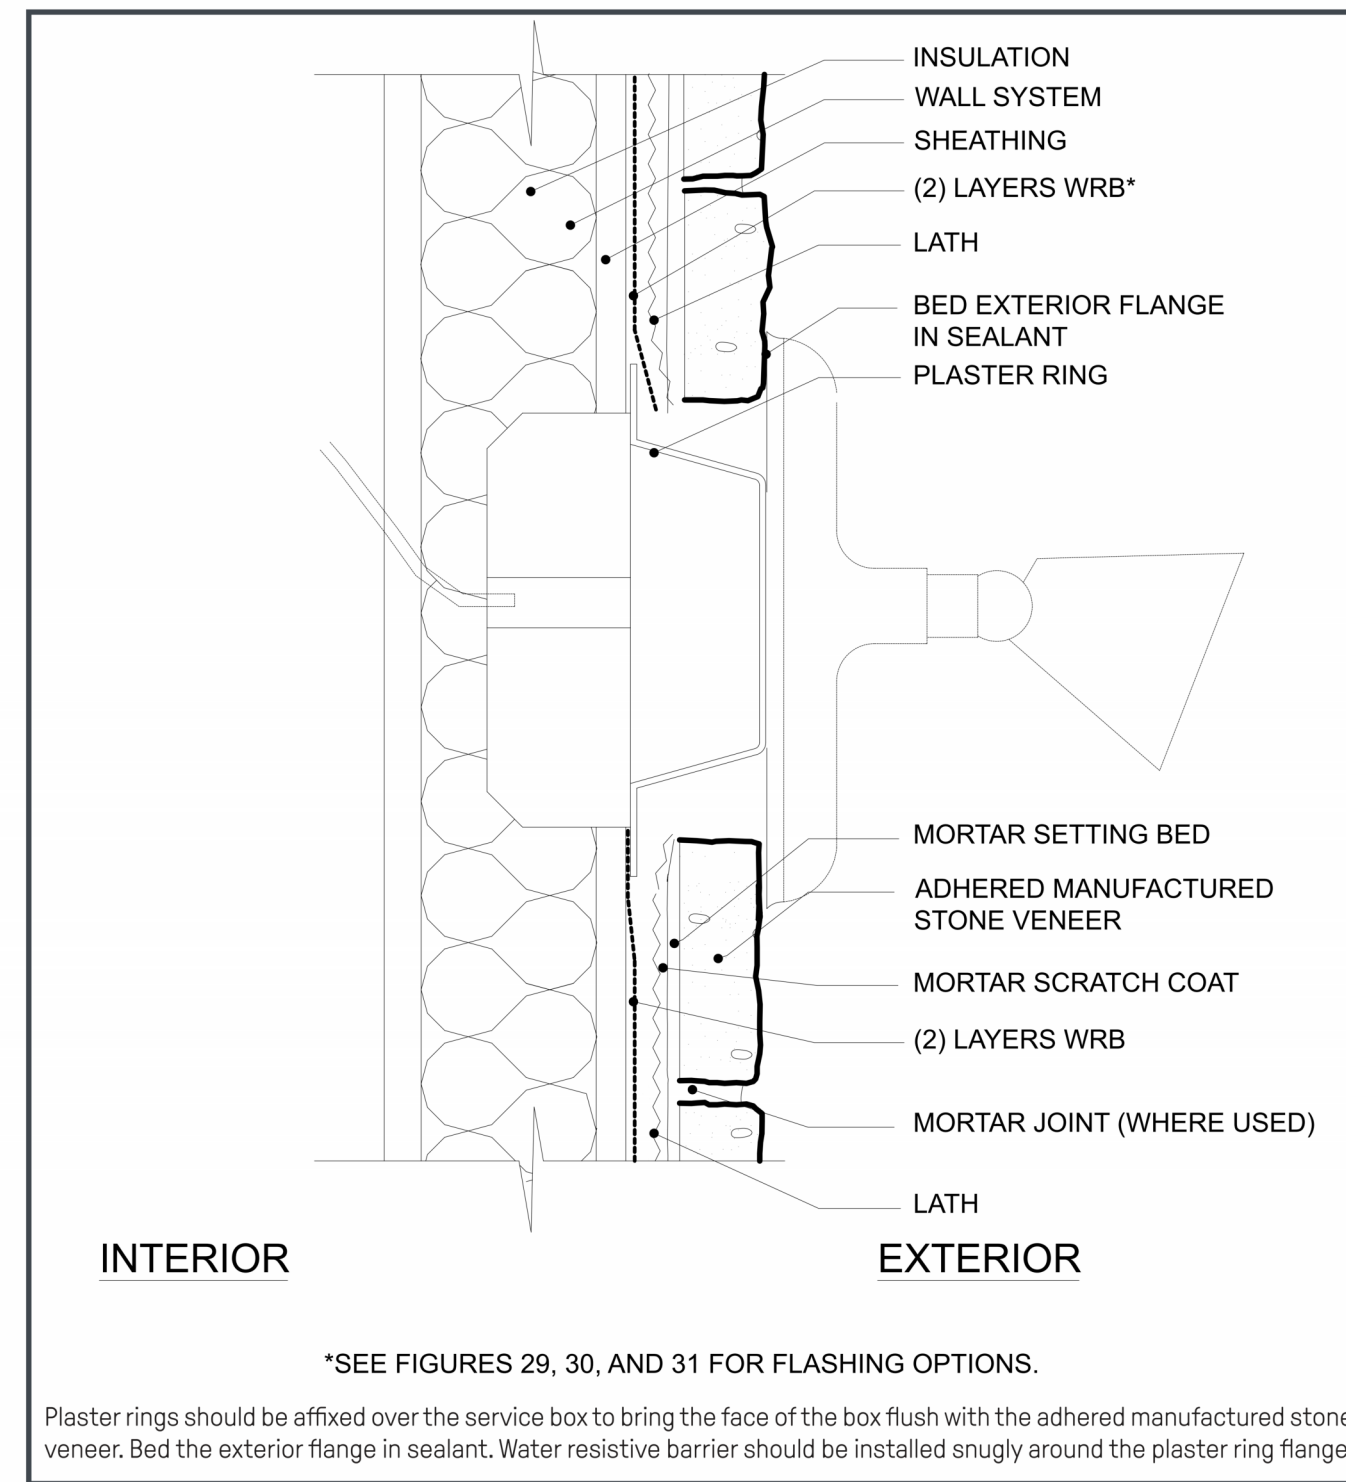 INSULATION
WALL SYSTEM
SHEATHING
(2) LAYERS WRB*
LATH
BED EXTERIOR FLANGE
IN SEALANT
PLASTER RING
MORTAR SETTING BED
ADHERED MANUFACTURED
STONE VENEER
MORTAR SCRATCH COAT
(2) LAYERS WRB
MORTAR JOINT (WHERE USED)
LATH
INTERIOR
EXTERIOR
*SEE FIGURES 29, 30, AND 31 FOR FLASHING OPTIONS.
Plaster rings should be affixed over the service box to bring the face of the box flush with the adhered manufactured stone
veneer. Bed the exterior flange in sealant. Water resistive barrier should be installed snugly around the plaster ring flange